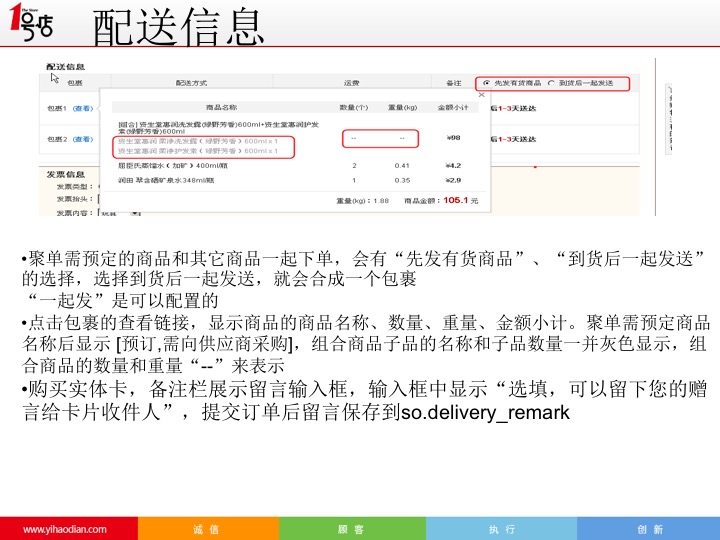 1号店
The Store
配送信息
配送信息
包裹 配送方式 运费 备注 先发有货商品 到货后一起发送
包裹1 (查看) 后1~3天送达
商品名称 数量(个) 重量(kg) 金额小计
[组合] 资生堂惠润洗发露(绿野芳香)600ml+资生堂惠润护发素(绿野芳香)600ml -- -- ¥98
资生堂惠润 柔净洗发露(绿野芳香)600ml x 1
资生堂惠润 柔净护发素(绿野芳香)600ml x 1
包裹2 (查看) 后1~3天送达
屈臣氏蒸馏水(加矿)400ml/瓶 2 0.41 ¥4.2
润田 翠含硒矿泉水348ml/瓶 1 0.35 ¥2.9
重量(kg)：1.88 商品金额：105.1 元
发票信息
发票类型：
发票抬头：
发票内容：
•聚单需预定的商品和其它商品一起下单，会有“先发有货商品”、“到货后一起发送”
的选择，选择到货后一起发送，就会合成一个包裹
“一起发”是可以配置的
•点击包裹的查看链接，显示商品的商品名称、数量、重量、金额小计。聚单需预定商品
名称后显示 [预订,需向供应商采购]，组合商品子品的名称和子品数量一并灰色显示，组
合商品的数量和重量“--”来表示
•购买实体卡，备注栏展示留言输入框，输入框中显示“选填，可以留下您的赠
言给卡片收件人”，提交订单后留言保存到so.delivery_remark
www.yihaodian.com 诚 信 顾 客 执 行 创 新